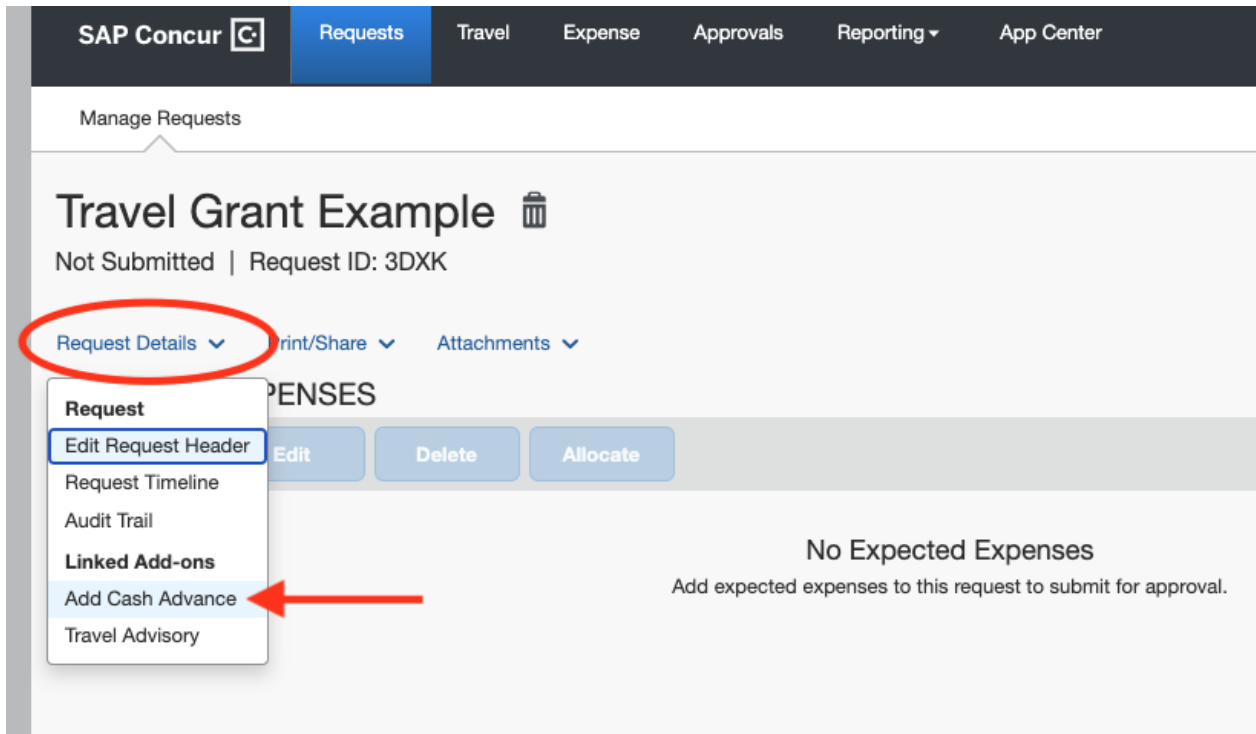 SAP Concur C Requests Travel Expense Approvals Reporting App Center
Manage Requests
Travel Grant Example
Not Submitted | Request ID: 3DXK
Request Details Print/Share Attachments
PENSES
Request
Edit Request Header
Edit Delete Allocate
Request Timeline
Audit Trail
Linked Add-ons
Add Cash Advance
Travel Advisory
No Expected Expenses
Add expected expenses to this request to submit for approval.